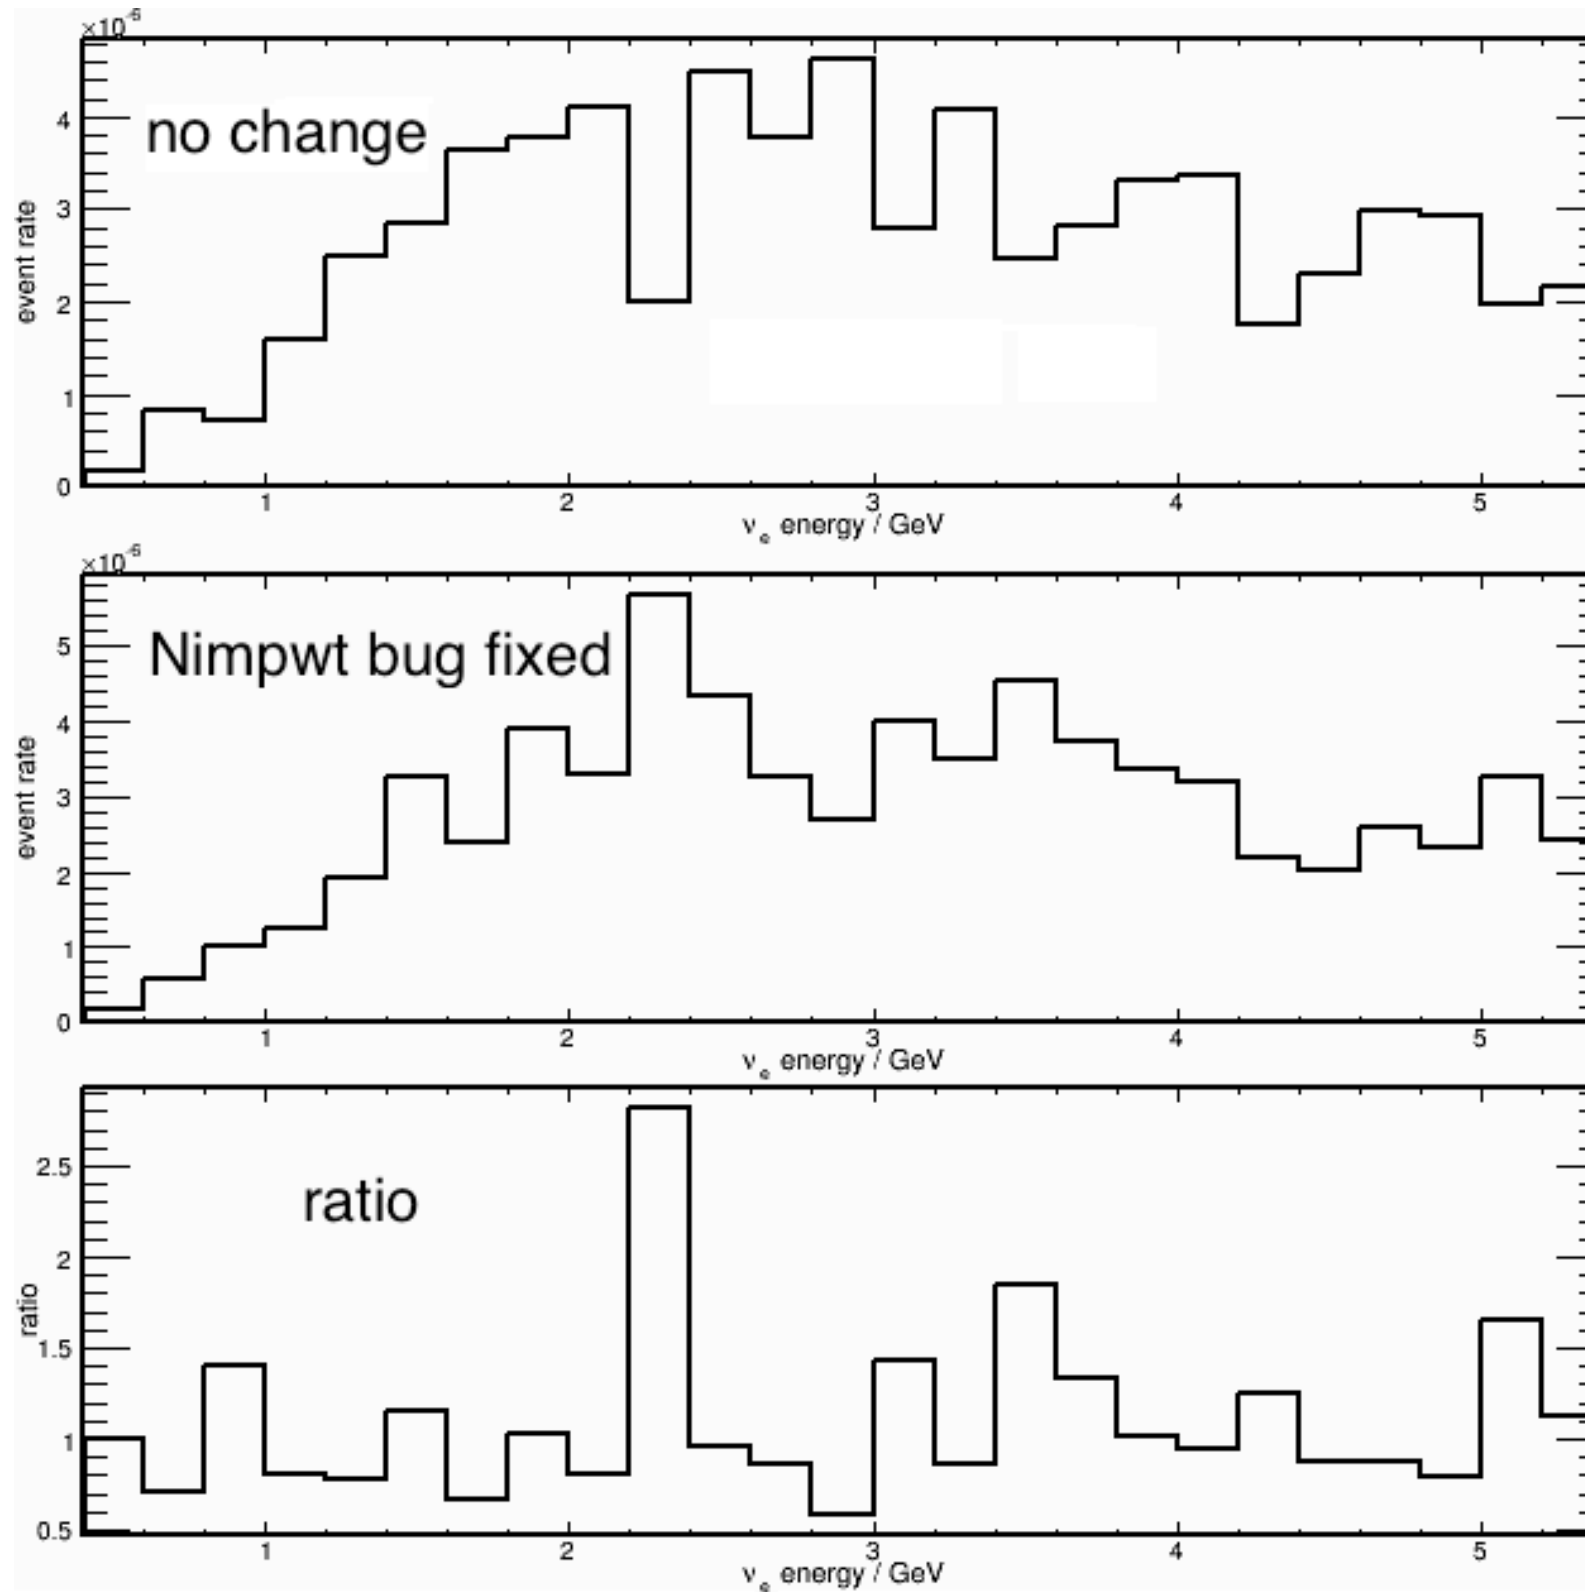 ×10⁻⁶
no change
4
3
2
1
0
event rate
1 2 3 4 5
νₑ energy / GeV
×10⁻⁶
Nimpwt bug fixed
5
4
3
2
1
0
event rate
1 2 3 4 5
νₑ energy / GeV
ratio
2.5
2
1.5
1
0.5
ratio
1 2 3 4 5
νₑ energy / GeV